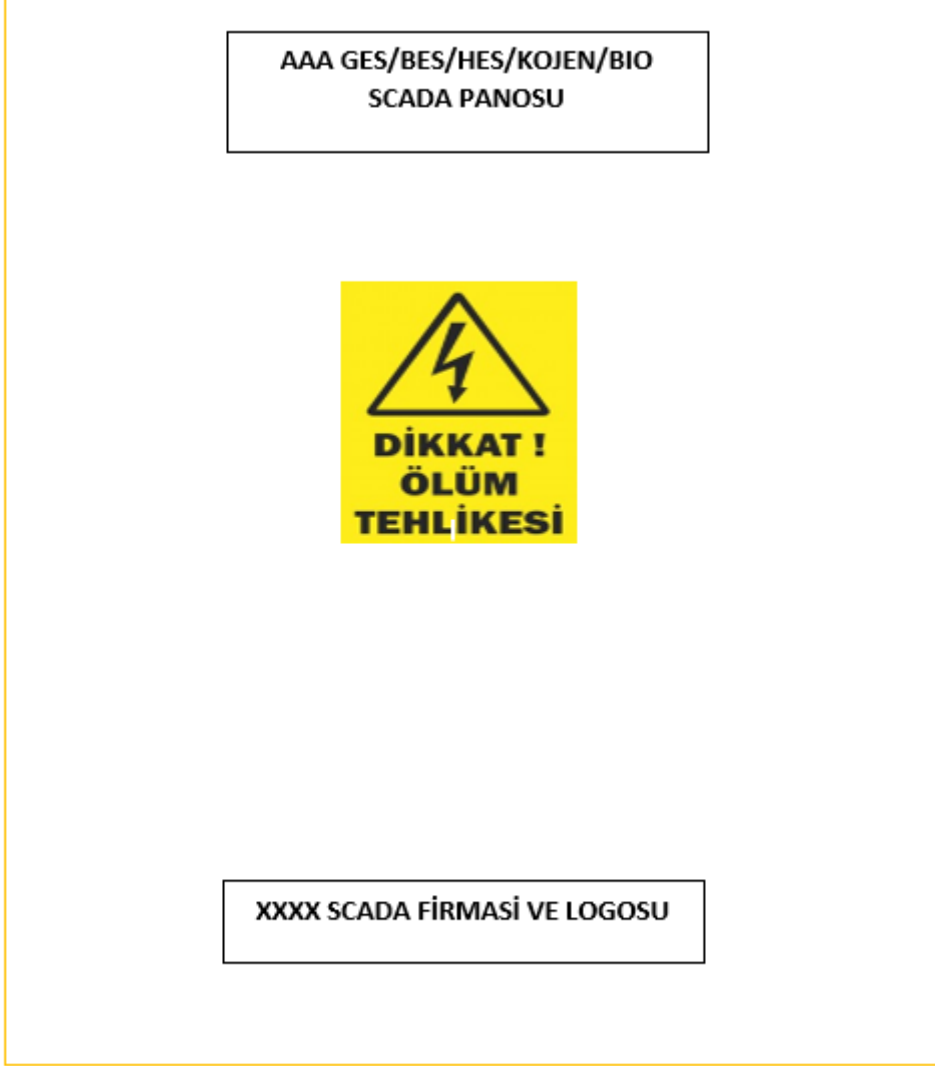 AAA GES/BES/HES/KOJEN/BIO
SCADA PANOSU
DİKKAT !
ÖLÜM
TEHLİKESİ
XXXX SCADA FİRMASİ VE LOGOSU